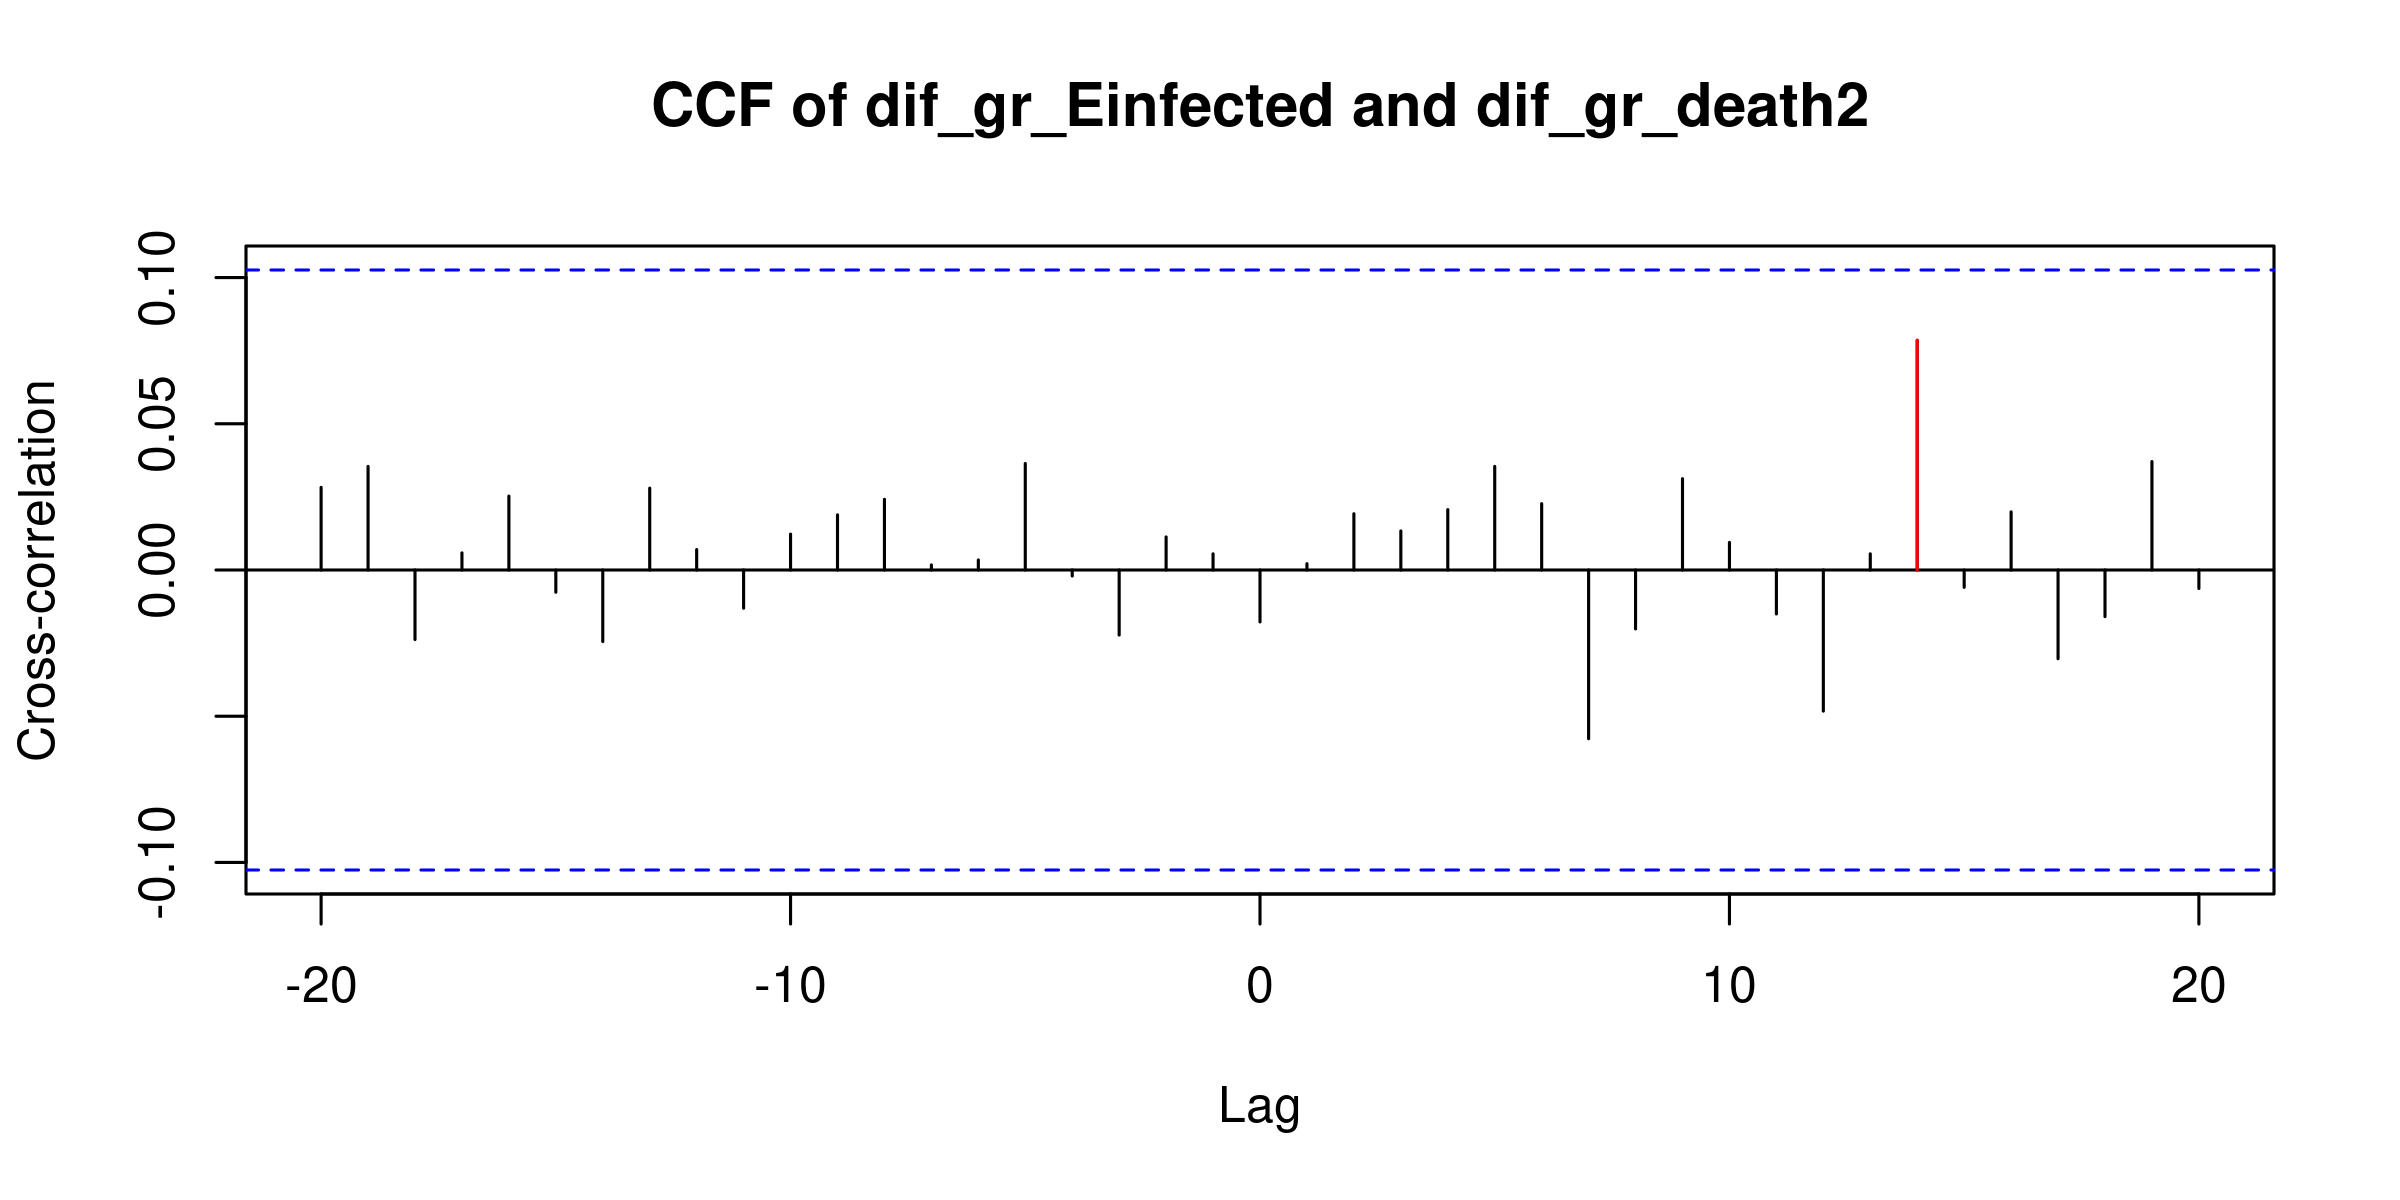 CCF of dif_gr_Einfected and dif_gr_death2
Cross-correlation
0.10
0.05
0.00
-0.10
-20 -10 0 10 20
Lag